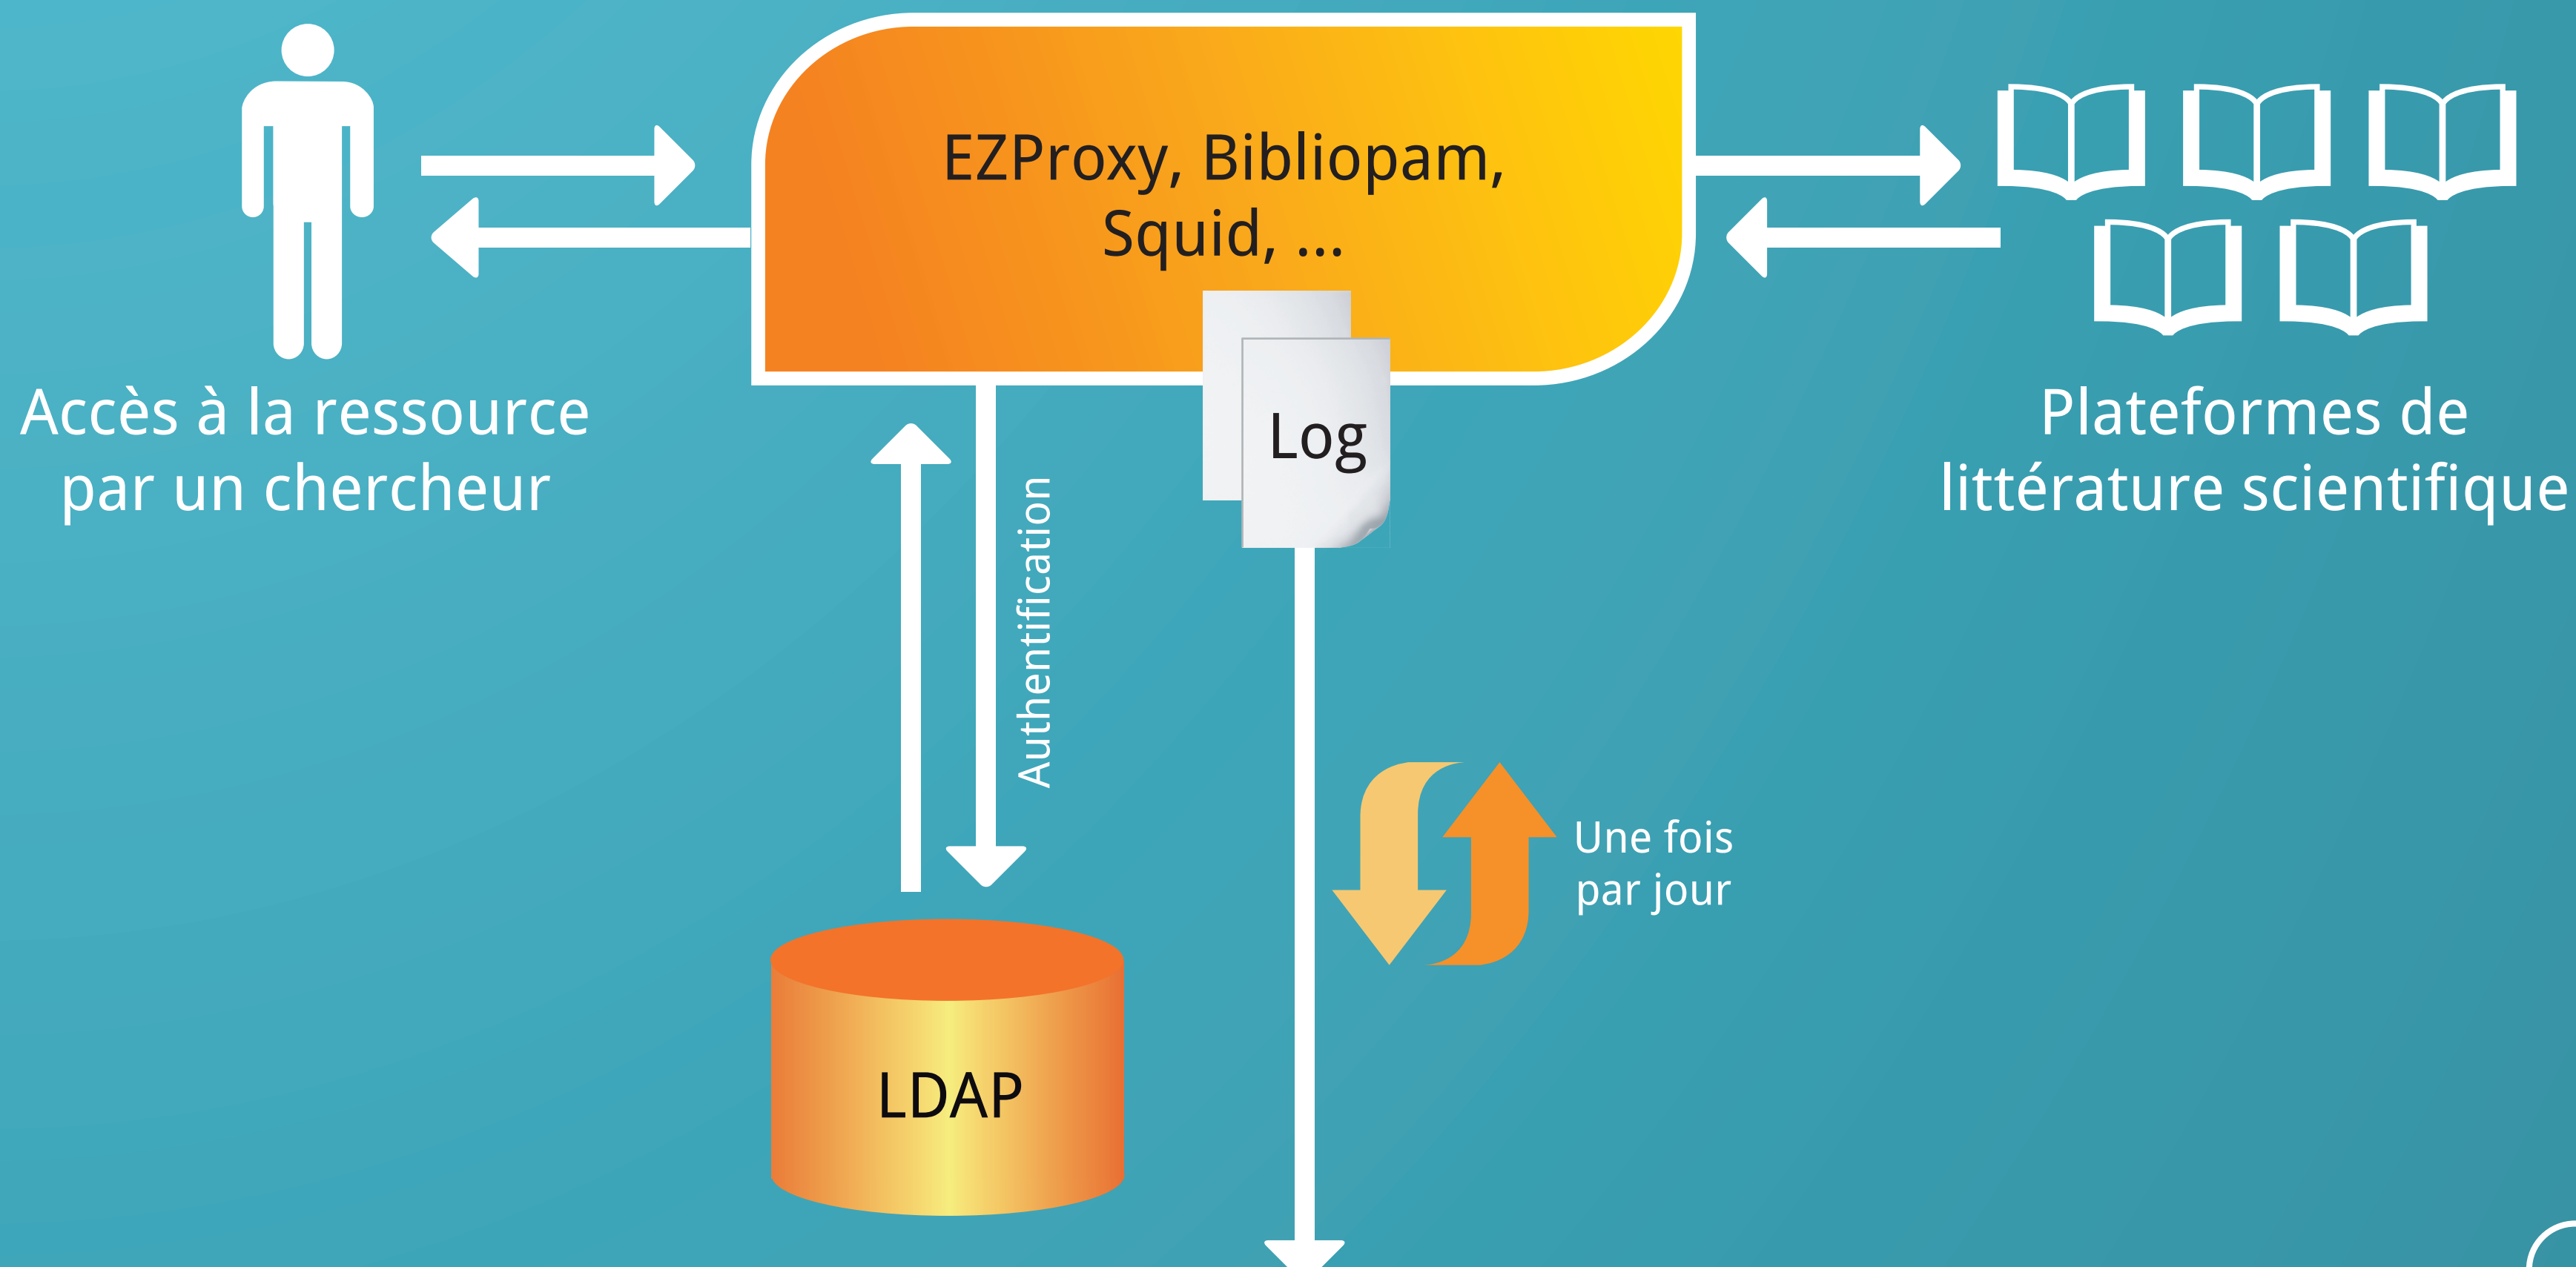 EZProxy, Bibliopam,
Squid, ...
Accès à la ressource
par un chercheur
Log
Plateformes de
littérature scientifique
Authentification
Une fois
par jour
LDAP